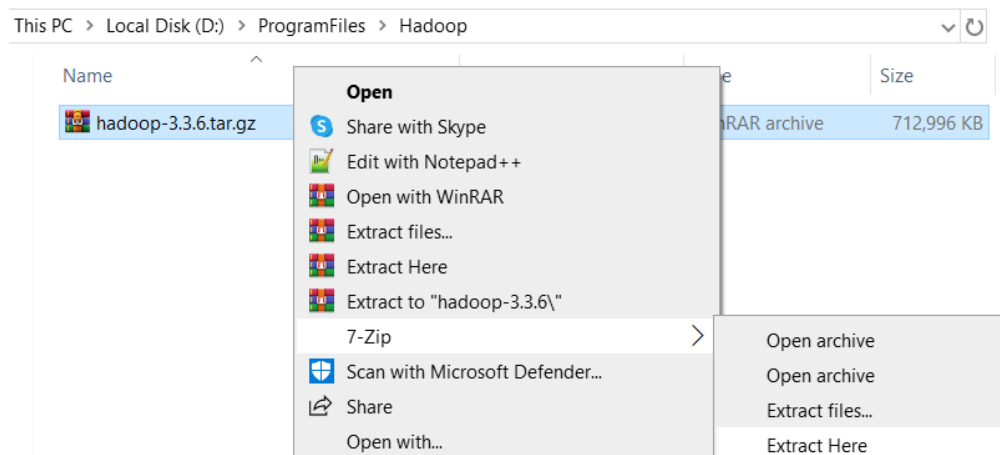 This PC > Local Disk (D:) > ProgramFiles > Hadoop
Name Size
hadoop-3.3.6.tar.gz archive 712,996 KB
Open
Share with Skype
Edit with Notepad++
Open with WinRAR
Extract files...
Extract Here
Extract to "hadoop-3.3.6\"
7-Zip
Scan with Microsoft Defender...
Share
Open with...
Open archive
Open archive
Extract files...
Extract Here